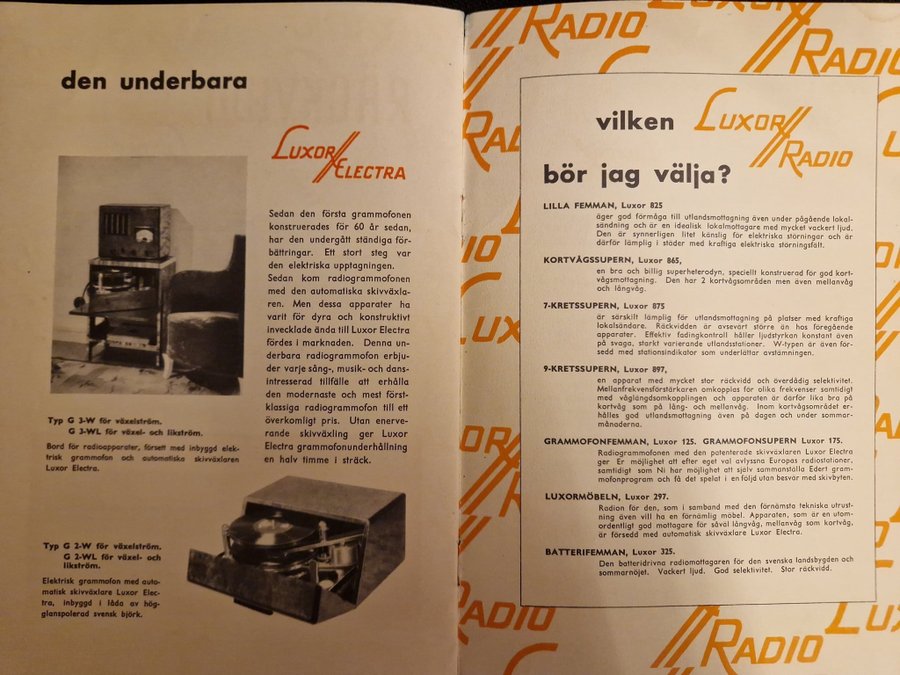 den underbara
LUXOR
ELECTRA
Sedan den första grammofonen
konstruerades för 60 år sedan,
har den undergått ständiga för-
bättringar. Ett stort steg var
den elektriska upptagningen.
Sedan kom radiogrammofonen
med den automatiska skivväxla-
ren. Men dessa apparater ha
varit för dyra och konstruktivt
invecklade ända till Luxor Electra
fördes i marknaden. Denna un-
derbara radiogrammofon erbju-
der varje sång-, musik- och dans-
intresserad tillfälle att erhålla
den modernaste och mest först-
klassiga radiogrammofon till ett
överkomligt pris. Utan enerve-
rande skivväxling ger Luxor
Electra grammofonunderhållning
en halv timme i sträck.
Typ G 3-W för växelström.
G 3-WL för växel- och likström.
Bord för radioapparater, försett med inbyggd elek-
trisk grammofon och automatiska skivväxlaren
Luxor Electra.
Typ G 2-W för växelström.
G 2-WL för växel- och
likström.
Elektrisk grammofon med auto-
matisk skivväxlare Luxor Elec-
tra, inbyggd i låda av hög-
glanspolerad svensk björk.
vilken LUXOR
RADIO
bör jag välja?
LILLA FEMMAN, Luxor 825
äger god förmåga till utlandsmottagning även under pågående lokal-
sändning och är en idealisk lokalmottagare med mycket vackert ljud.
Den är synnerligen litet känslig för elektriska störningar och är
därför lämplig i städer med kraftiga elektriska störningsfält.
KORTVÅGSSUPERN, Luxor 865,
en bra och billig superheterodyn, speciellt konstruerad för god kort-
vågsmottagning. Den har 2 kortvågsområden men även mellanvåg
och långvåg.
7-KRETSSUPERN, Luxor 875
är särskilt lämplig för utlandsmottagning på platser med kraftiga
lokalsändare. Räckvidden är avsevärt större än hos föregående
apparater. Effektiv fadingkontroll håller ljudstyrkan konstant även
på svaga, starkt varierande utlandsstationer. W-typen är även för-
sedd med stationsindikator som underlättar avstämningen.
9-KRETSSUPERN, Luxor 897,
en apparat med mycket stor räckvidd och överdådig selektivitet.
Mellanfrekvensförstärkaren omkopplas för olika frekvenser samtidigt
med våglängdsomkopplingen och apparaten är därför lika bra på
kortvåg som på lång- och mellanvåg. Inom kortvågsområdet er-
hålles god utlandsmottagning även på dagen och under sommar-
månaderna.
GRAMMOFONFEMMAN, Luxor 125. GRAMMOFONSUPERN Luxor 175.
Radiogrammofonen med den patenterade skivväxlaren Luxor Electra
ger Er möjlighet att efter eget val avlyssna Europas radiostationer,
samtidigt som Ni har möjlighet att själv sammanställa Edert gram-
mofonprogram och få det spelat i en följd utan besvär med skivbyten.
LUXORMÖBELN, Luxor 297.
Radion för den, som i samband med den förnämsta tekniska utrust-
ning även vill ha en förnämlig möbel. Apparaten, som är en utom-
ordentligt god mottagare för såväl långvåg, mellanvåg som kortvåg,
är försedd med automatisk skivväxlare Luxor Electra.
BATTERIFEMMAN, Luxor 325.
Den batteridrivna radiomottagaren för den svenska landsbygden och
sommarnöjet. Vackert ljud. God selektivitet. Stor räckvidd.
RADIO
LUXOR
RADIO
RAD
DIO
LUX
UXOR
RADIO
ADIO
LUXOR
RADIO
LUX